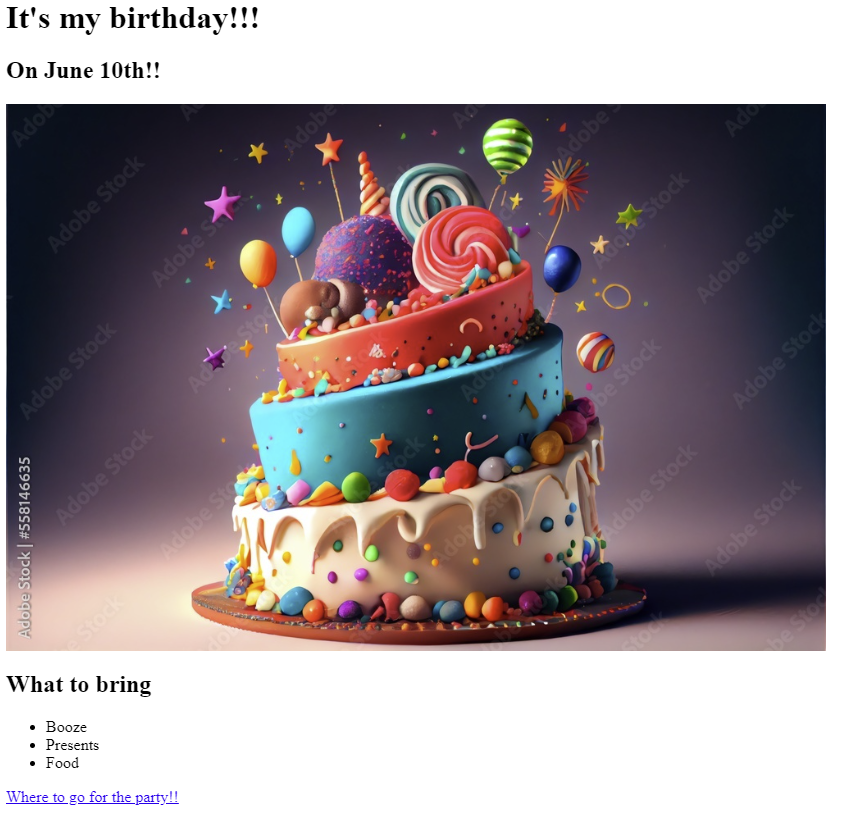 It's my birthday!!!
On June 10th!!
Adobe Stock | #558146635
Adobe Stock
What to bring
Booze
Presents
Food
Where to go for the party!!